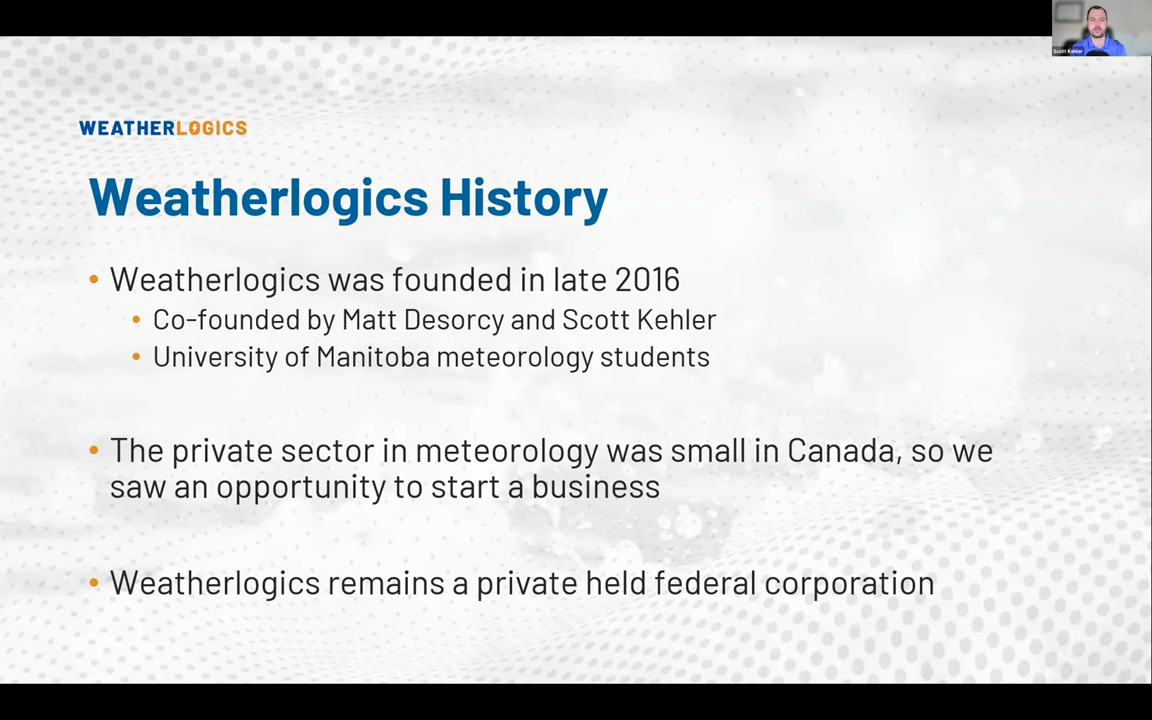 Scott Kehler
WEATHERLOGICS
Weatherlogics History
• Weatherlogics was founded in late 2016
• Co-founded by Matt Desorcy and Scott Kehler
• University of Manitoba meteorology students
• The private sector in meteorology was small in Canada, so we
saw an opportunity to start a business
• Weatherlogics remains a private held federal corporation